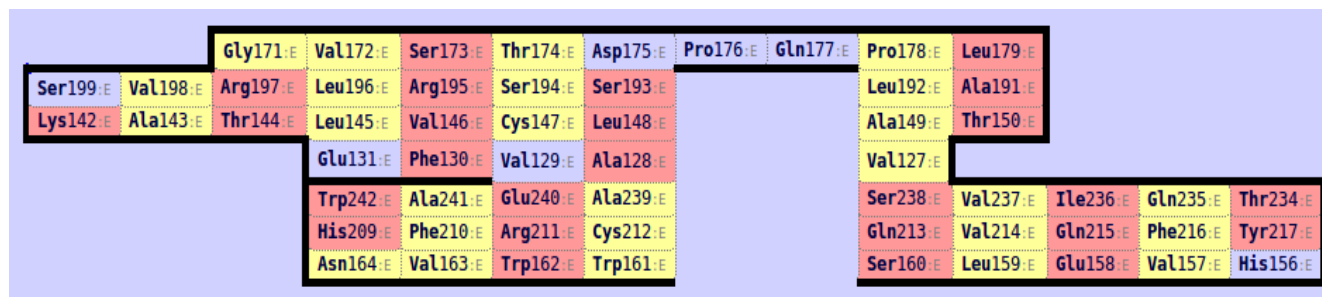 Gly171:E Val172:E Ser173:E Thr174:E Asp175:E Pro176:E Gln177:E Pro178:E Leu179:E
Ser199:E Val198:E Arg197:E Leu196:E Arg195:E Ser194:E Ser193:E Leu192:E Ala191:E
Lys142:E Ala143:E Thr144:E Leu145:E Val146:E Cys147:E Leu148:E Ala149:E Thr150:E
Glu131:E Phe130:E Val129:E Ala128:E Val127:E
Trp242:E Ala241:E Glu240:E Ala239:E Ser238:E Val237:E Ile236:E Gln235:E Thr234:E
His209:E Phe210:E Arg211:E Cys212:E Gln213:E Val214:E Gln215:E Phe216:E Tyr217:E
Asn164:E Val163:E Trp162:E Trp161:E Ser160:E Leu159:E Glu158:E Val157:E His156:E